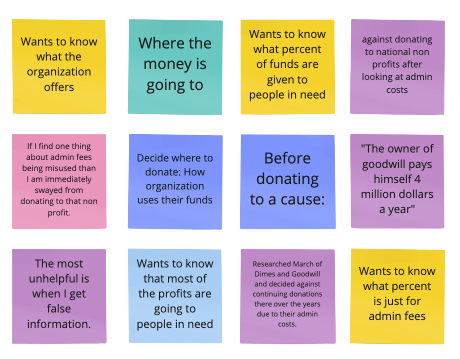 Wants to know
what the
organization
offers
Where the
money is
going to
Wants to know
what percent
of funds are
given to
people in need
against donating
to national non
profits after
looking at admin
costs
If I find one thing
about admin fees
being misused than
I am immediately
swayed from
donating to that non
profit.
Decide where to
donate: How
organization
uses their funds
Before
donating
to a cause:
"The owner of
goodwill pays
himself 4
million dollars
a year"
The most
unhelpful is
when I get
false
information.
Wants to know
that most of
the profits are
going to
people in need
Researched March of
Dimes and Goodwill
and decided against
continuing donations
there over the years
due to their admin
costs.
Wants to know
what percent
is just for
admin fees